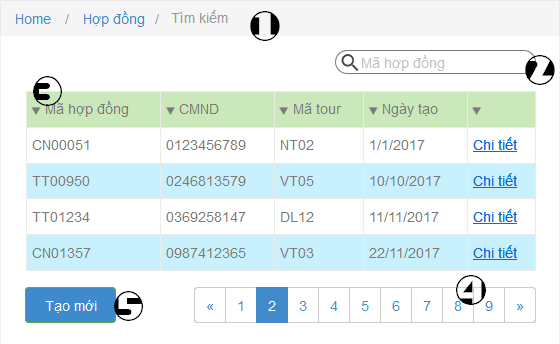 Home / Hợp đồng / Tìm kiếm 1
Mã hợp đồng 2
3
▼ Mã hợp đồng ▼ CMND ▼ Mã tour ▼ Ngày tạo ▼
CN00051 0123456789 NT02 1/1/2017 Chi tiết
TT00950 0246813579 VT05 10/10/2017 Chi tiết
TT01234 0369258147 DL12 11/11/2017 Chi tiết
CN01357 0987412365 VT03 22/11/2017 Chi tiết
Tạo mới 5 « 1 2 3 4 5 6 7 8 9 » 4